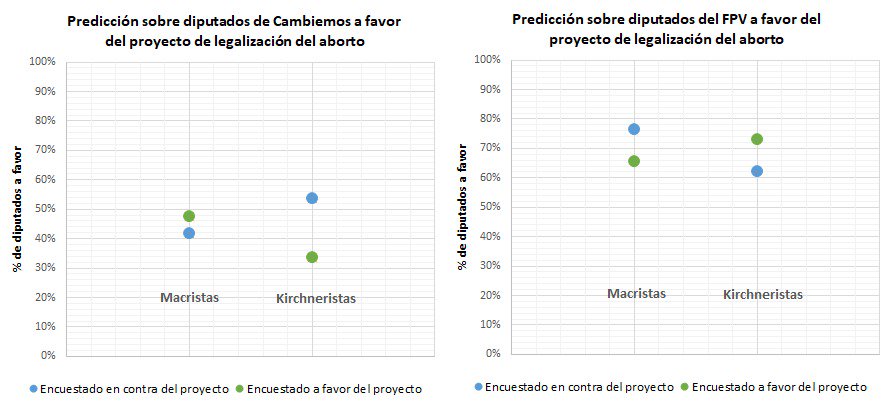 Predicción sobre diputados de Cambiemos a favor
del proyecto de legalización del aborto
100%
90%
80%
70%
60%
50%
40%
30%
20%
10%
0%
% de diputados a favor
Macristas
Kirchneristas
Encuestado en contra del proyecto
Encuestado a favor del proyecto
Predicción sobre diputados del FPV a favor del
proyecto de legalización del aborto
100%
90%
80%
70%
60%
50%
40%
30%
20%
10%
0%
% de diputados a favor
Macristas
Kirchneristas
Encuestado en contra del proyecto
Encuestado a favor del proyecto